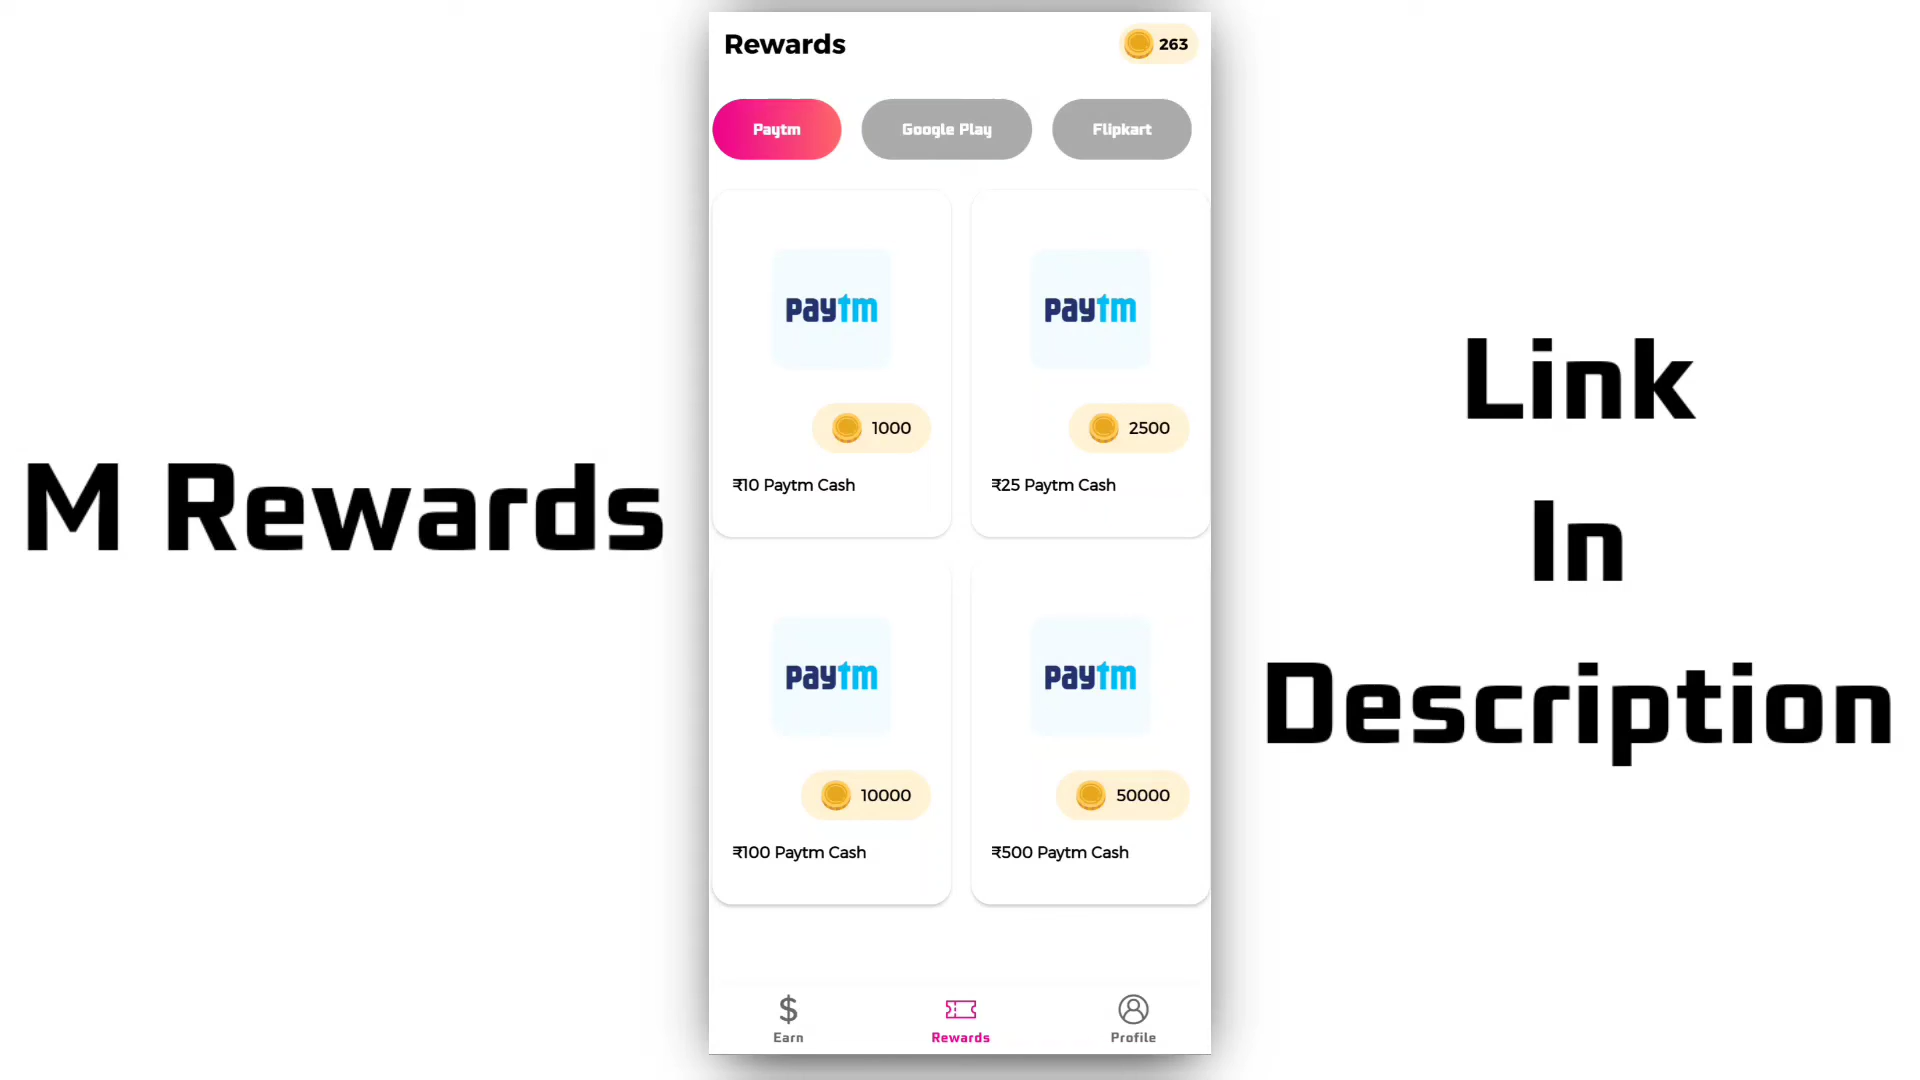 M Rewards
Rewards
263
Paytm
Google Play
Flipkart
paytm
1000
₹10 Paytm Cash
paytm
2500
₹25 Paytm Cash
paytm
10000
₹100 Paytm Cash
paytm
50000
₹500 Paytm Cash
Earn
Rewards
Profile
Link
In
Description